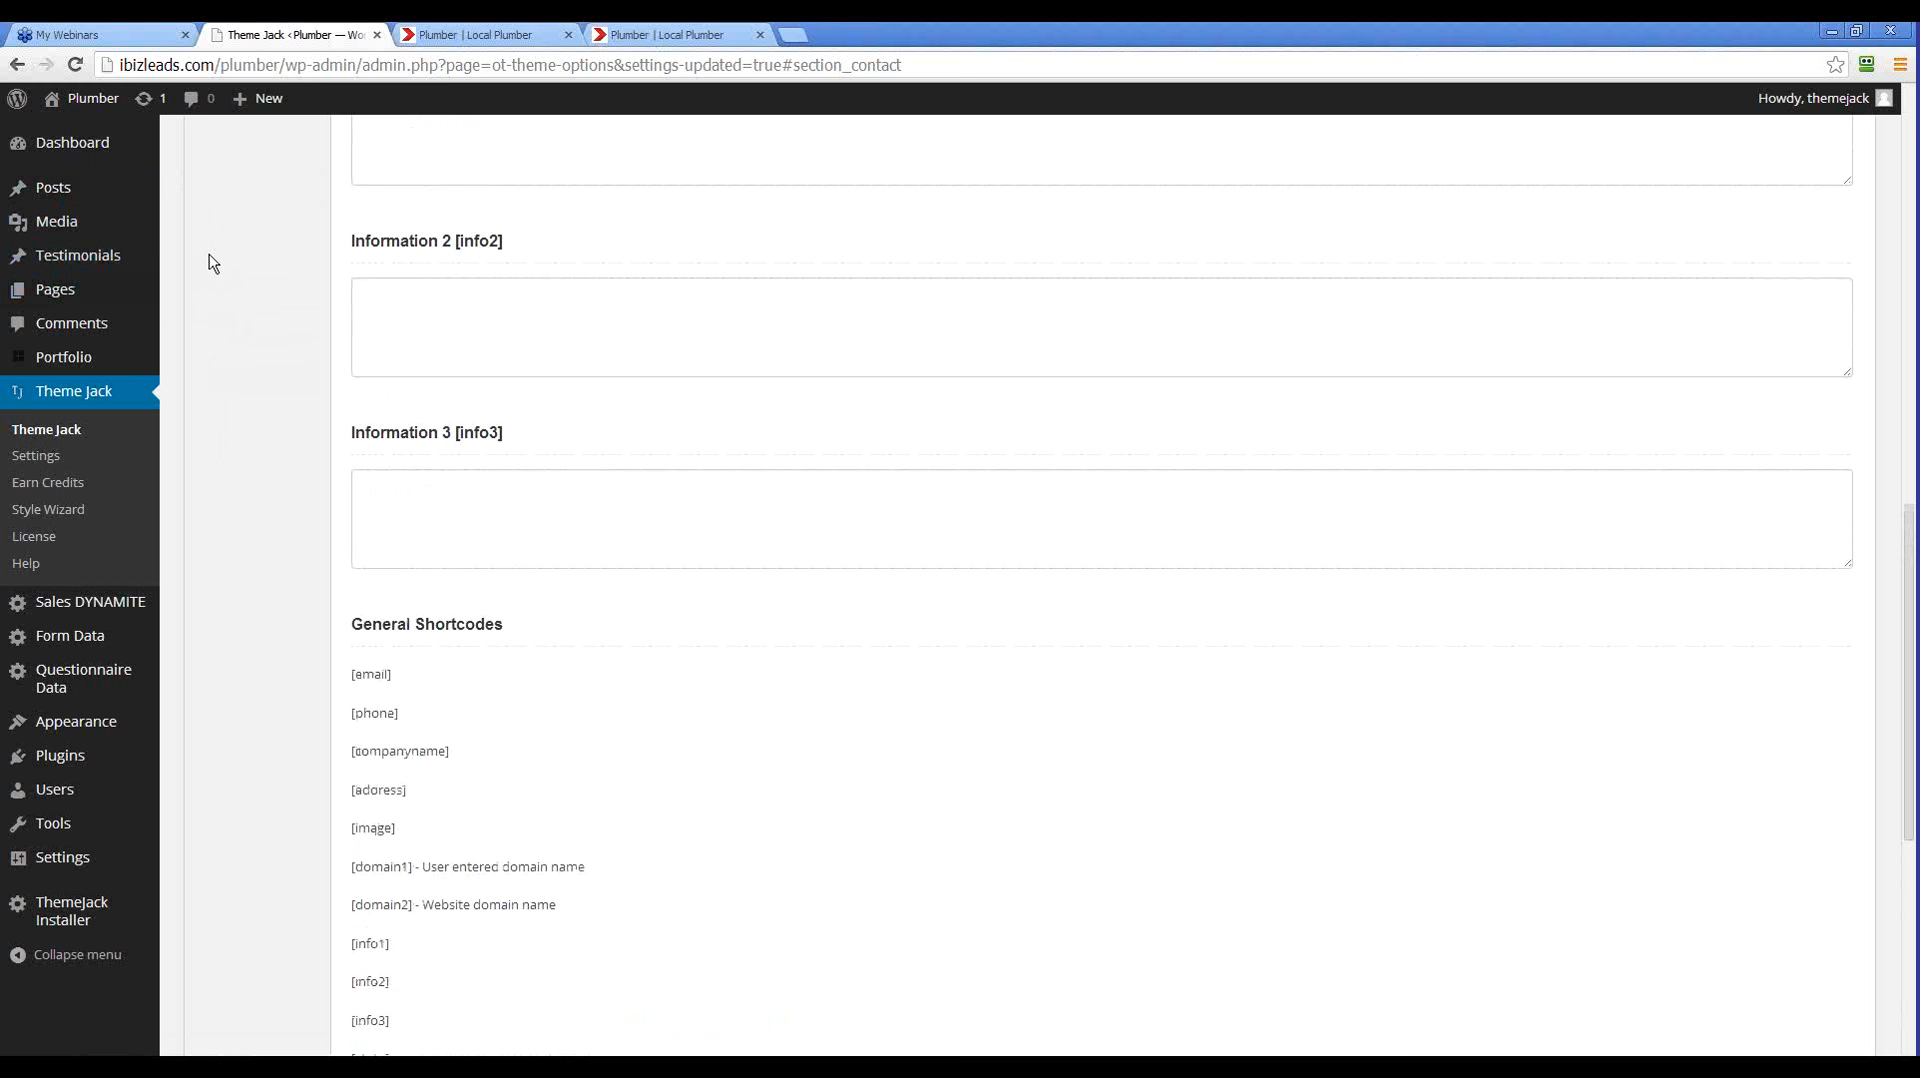 My Webinars
Theme Jack ‹ Plumber — Wo
Plumber | Local Plumber
Plumber | Local Plumber
ibizleads.com/plumber/wp-admin/admin.php?page=ot-theme-options&settings-updated=true#section_contact
Plumber
1
0
New
Howdy, themejack
Dashboard
Posts
Media
Testimonials
Pages
Comments
Portfolio
Theme Jack
Theme Jack
Settings
Earn Credits
Style Wizard
License
Help
Sales DYNAMITE
Form Data
Questionnaire
Data
Appearance
Plugins
Users
Tools
Settings
ThemeJack
Installer
Collapse menu
Information 2 [info2]
Information 3 [info3]
General Shortcodes
[email]
[phone]
[companyname]
[address]
[image]
[domain1] - User entered domain name
[domain2] - Website domain name
[info1]
[info2]
[info3]